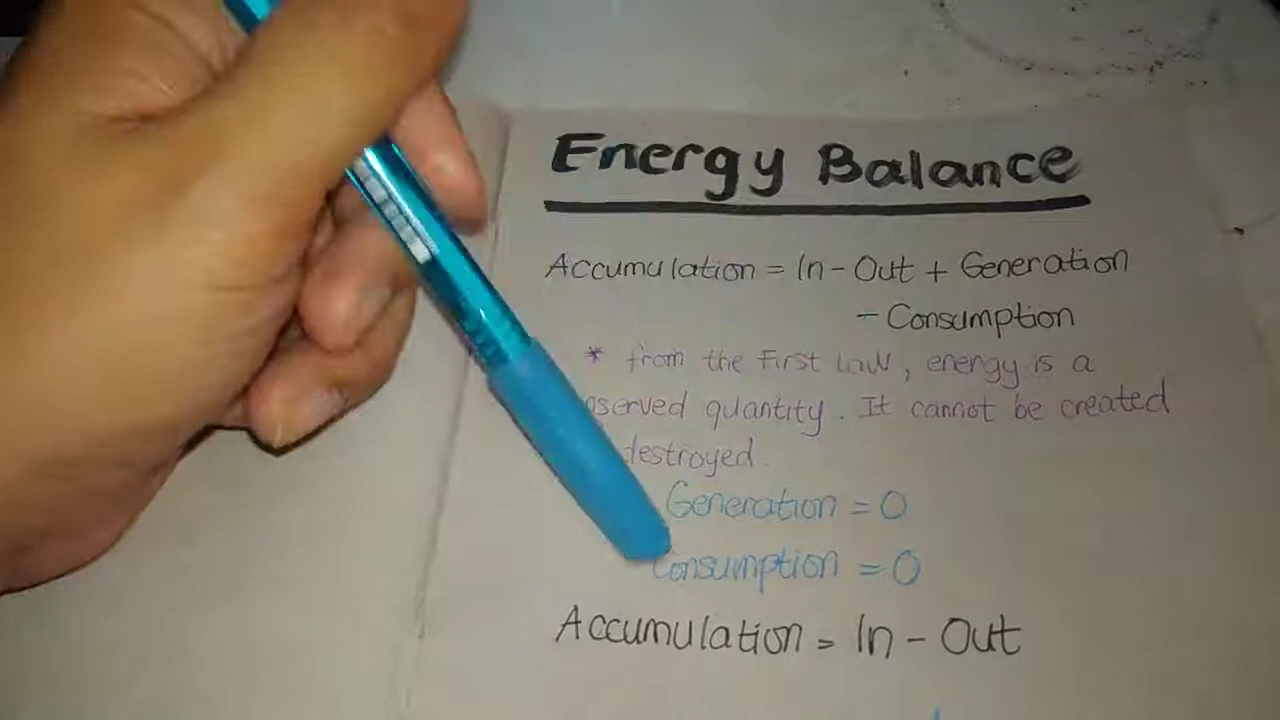 Energy Balance
Accumulation = In - Out + Generation
- Consumption
* from the First Law, energy is a
quantity. It cannot be created
destroyed.
Generation = 0
Consumption = 0
Accumulation = In - Out